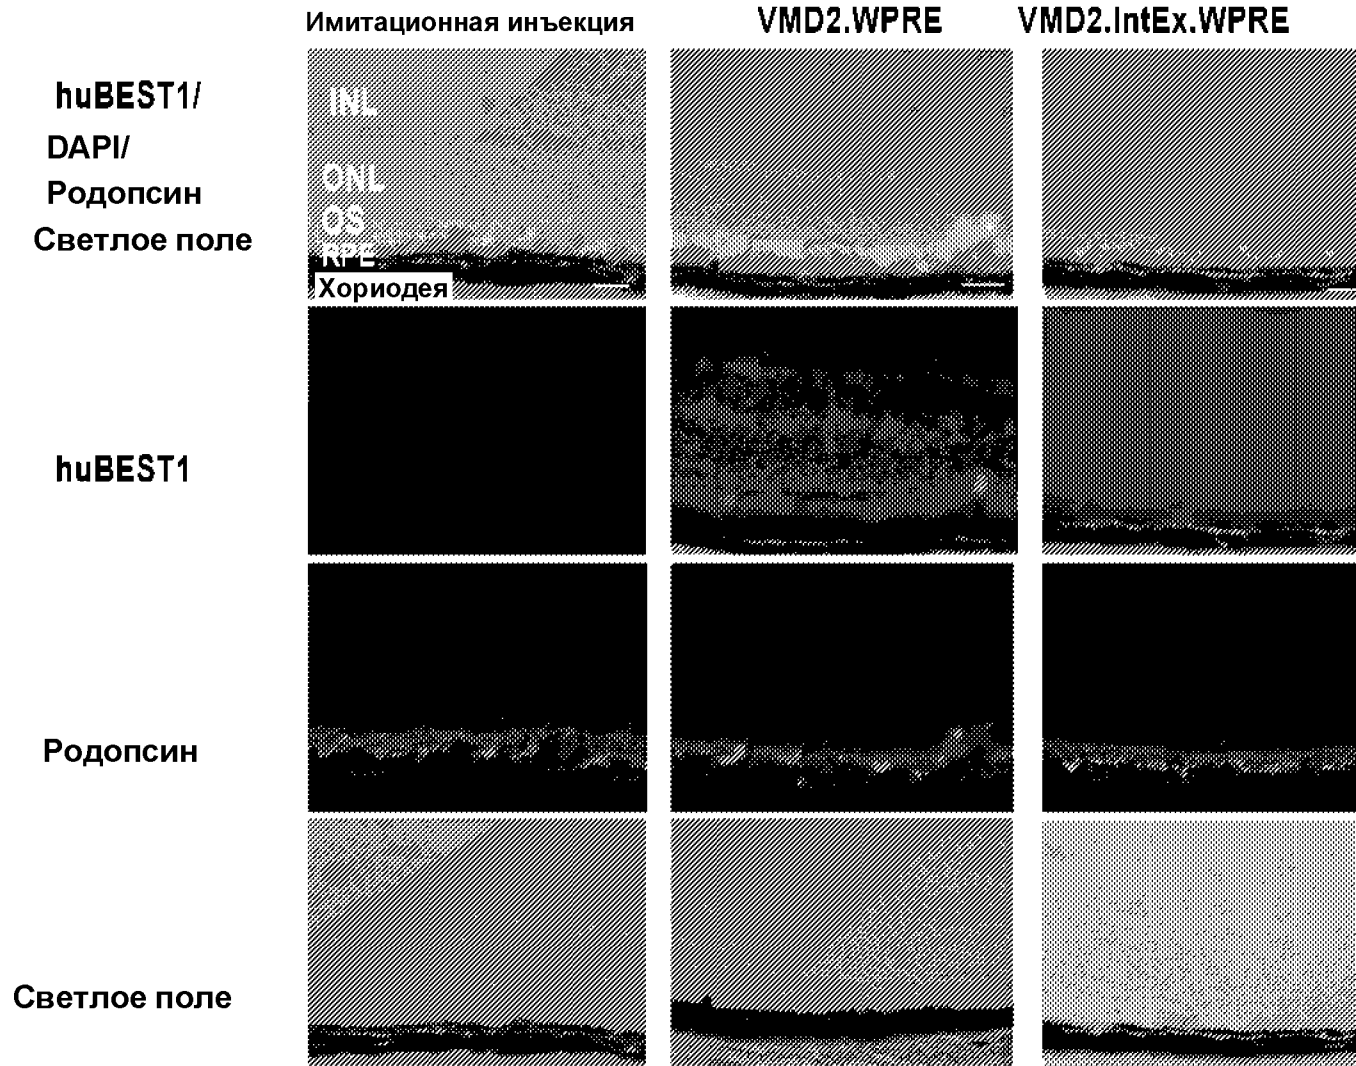 Имитационная инъекция
VMD2.WPRE
VMD2.IntEx.WPRE
huBEST1/
DAPI/
Родопсин
Светлое поле
INL
ONL
OS
RPE
Хориодея
huBEST1
Родопсин
Светлое поле